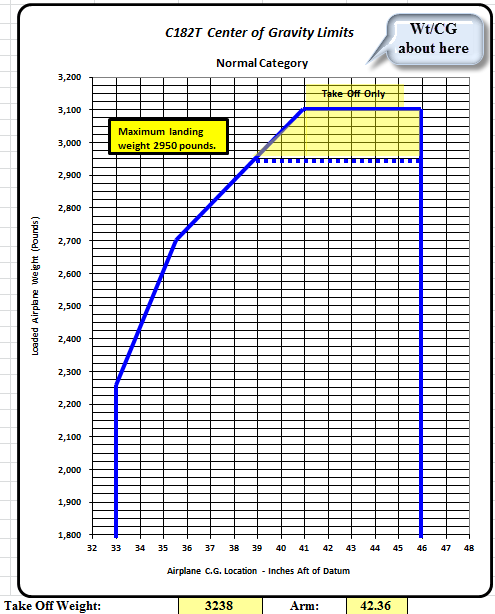 C182T Center of Gravity Limits
Wt/CG
about here
Normal Category
3,200
Take Off Only
3,100
Maximum landing
weight 2950 pounds.
3,000
2,900
2,800
2,700
2,600
2,500
2,400
2,300
2,200
2,100
2,000
1,900
1,800
Loaded Airplane Weight (Pounds)
32 33 34 35 36 37 38 39 40 41 42 43 44 45 46 47 48
Airplane C.G. Location - Inches Aft of Datum
Take Off Weight: 3238 Arm: 42.36